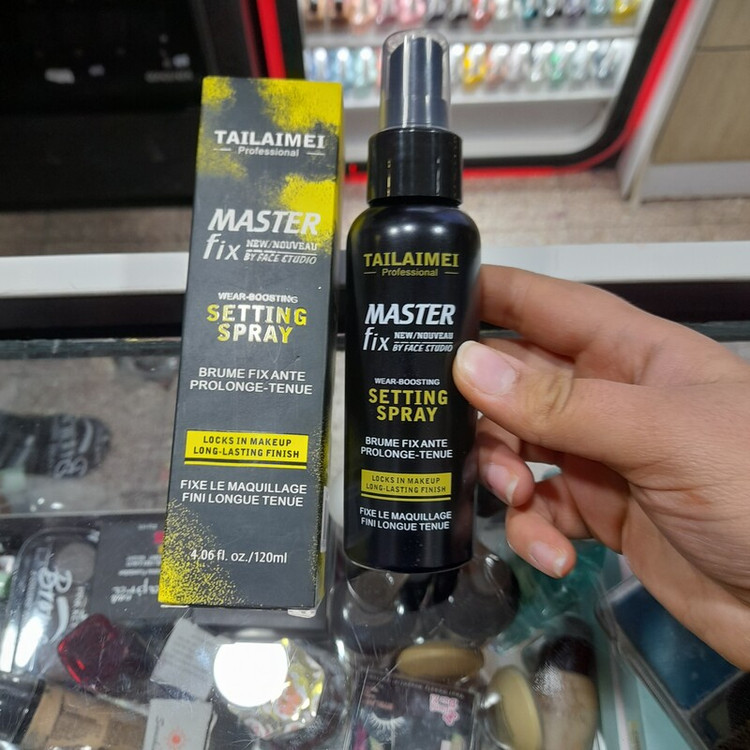 TAILAIMEI
Professional
MASTER
fix NEW/NOUVEAU
BY FACE STUDIO
WEAR-BOOSTING
SETTING
SPRAY
BRUME FIXANTE
PROLONGE-TENUE
LOCKS IN MAKEUP
LONG-LASTING FINISH
FIXE LE MAQUILLAGE
FINI LONGUE TENUE
4.06 fl. oz./120ml
TAILAIMEI
Professional
MASTER
fix NEW/NOUVEAU
BY FACE STUDIO
WEAR-BOOSTING
SETTING
SPRAY
BRUME FIXANTE
PROLONGE-TENUE
LOCKS IN MAKEUP
LONG-LASTING FINISH
FIXE LE MAQUILLAGE
FINI LONGUE TENUE